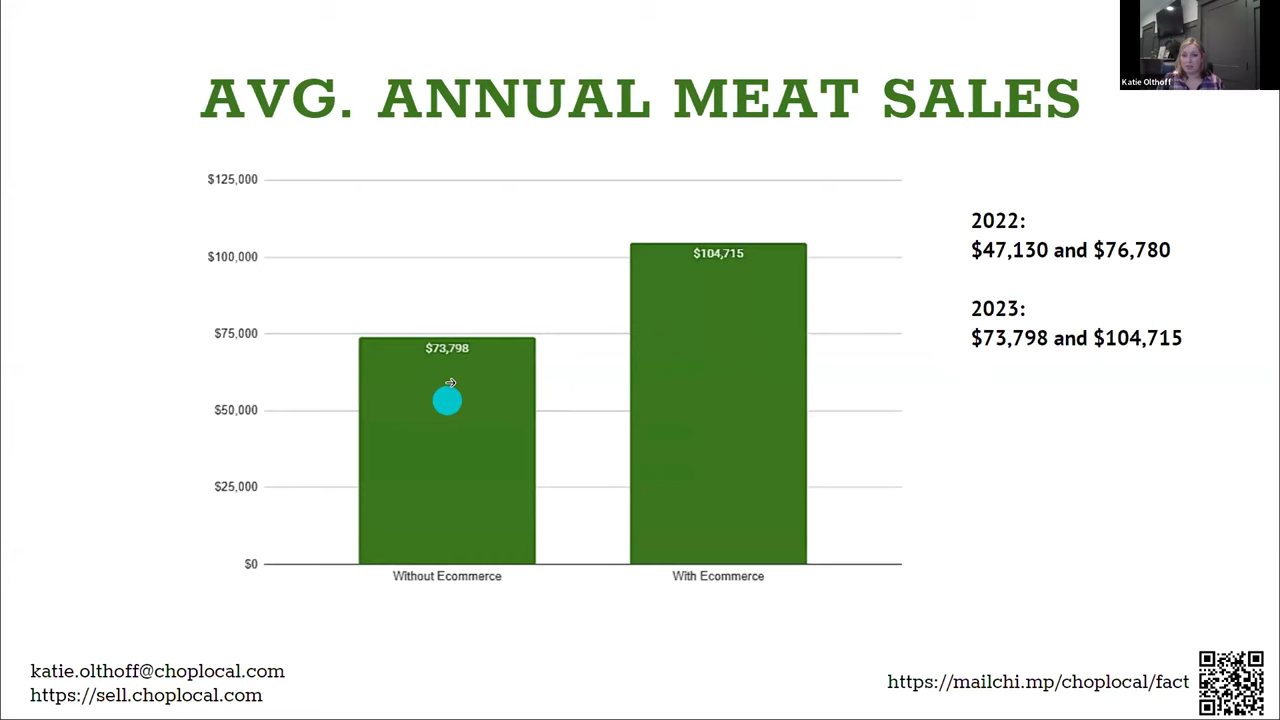 Katie Olthoff
AVG. ANNUAL MEAT SALES
$125,000
$100,000
$75,000
$50,000
$25,000
$0
$73,798
$104,715
Without Ecommerce
With Ecommerce
2022:
$47,130 and $76,780
2023:
$73,798 and $104,715
katie.olthoff@choplocal.com
https://sell.choplocal.com
https://mailchi.mp/choplocal/fact